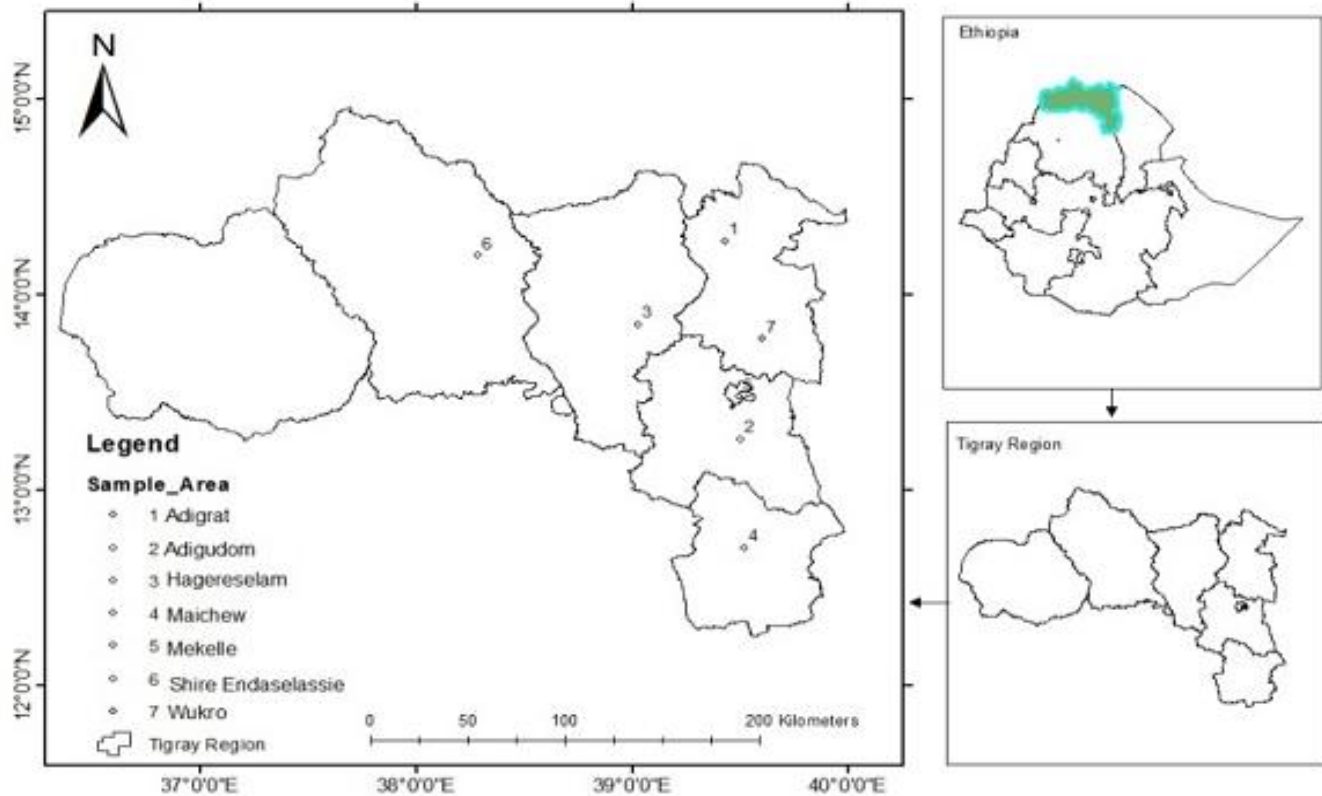 N
15°0'0"N
14°0'0"N
13°0'0"N
12°0'0"N
1
6
3
7
2
4
Legend
Sample_Area
1 Adigrat
2 Adigudom
3 Hagereselam
4 Maichew
5 Mekelle
6 Shire Endaselassie
7 Wukro
Tigray Region
0 50 100 200 Kilometers
37°0'0"E 38°0'0"E 39°0'0"E 40°0'0"E
Ethiopia
Tigray Region